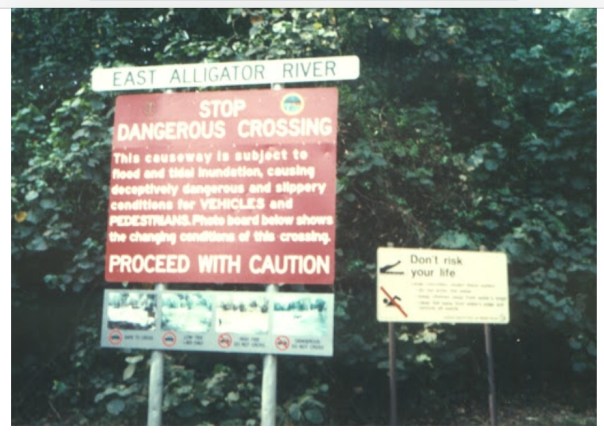 EAST ALLIGATOR RIVER
STOP
DANGEROUS CROSSING
This causeway is subject to
flood and tidal inundation, causing
deceptively dangerous and slippery
conditions for VEHICLES and
PEDESTRIANS. Photo board below shows
the changing conditions of this crossing.
PROCEED WITH CAUTION
Don't risk
your life